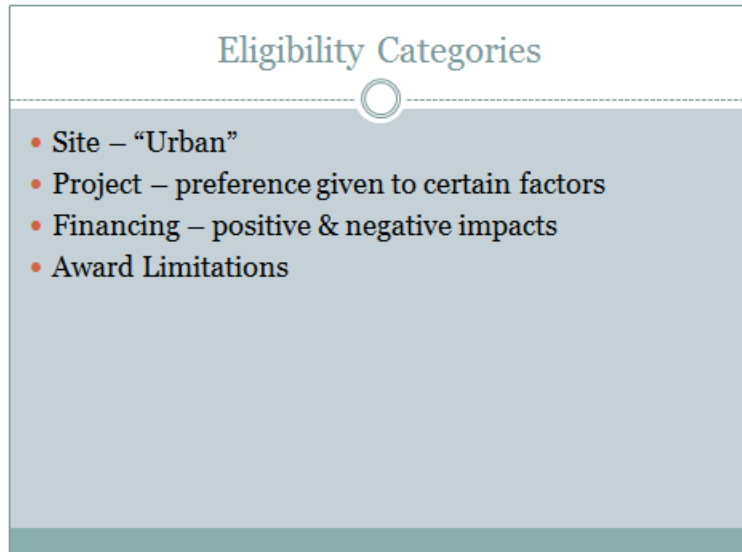 Eligibility Categories
• Site – “Urban”
• Project – preference given to certain factors
• Financing – positive & negative impacts
• Award Limitations